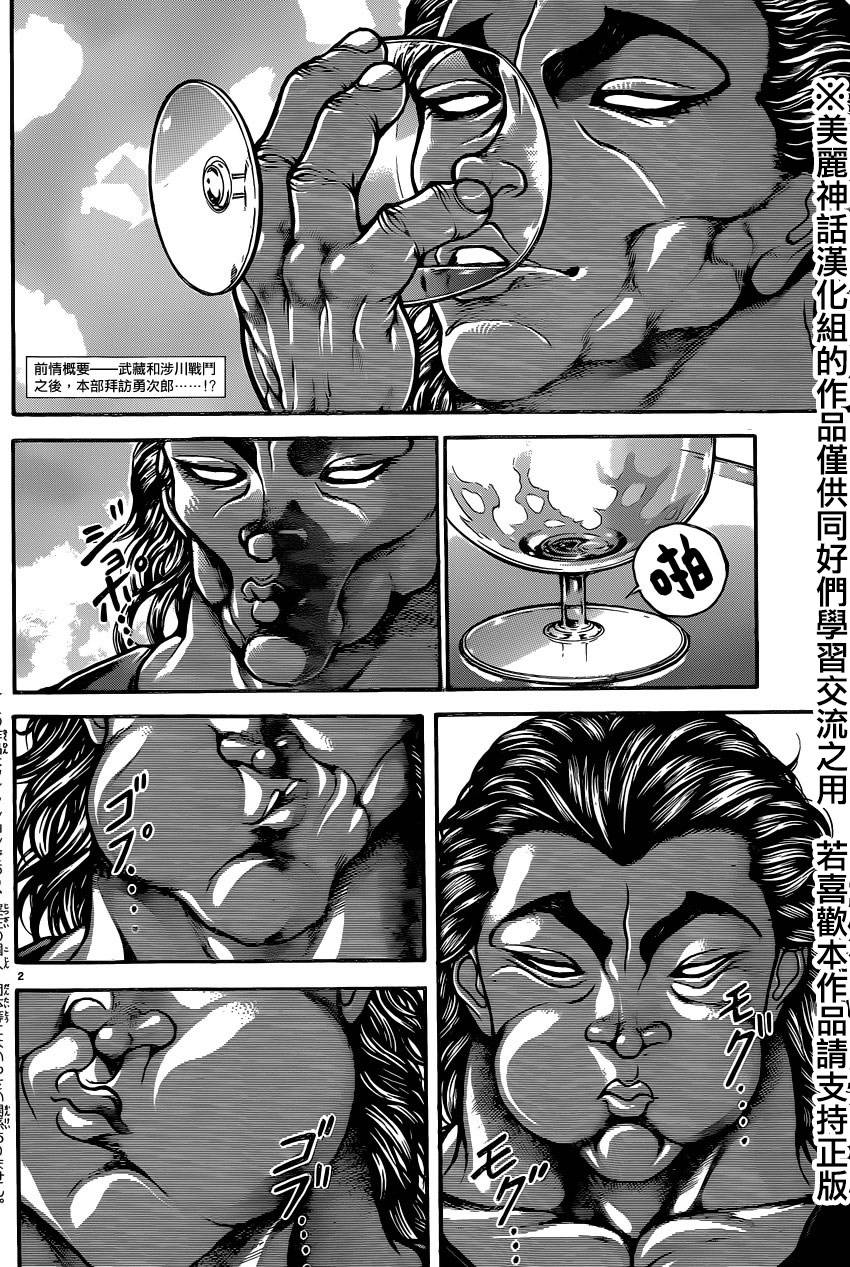 ※美麗神話漢化組的作品僅供同好們學習交流之用　若喜歡本作品請支持正版
前情概要——武藏和涉川戰鬥
之後，本部拜訪勇次郎……!?
啪
ジョポ…
モグ…
モグ…
ゴプ…
ゴプ…
2